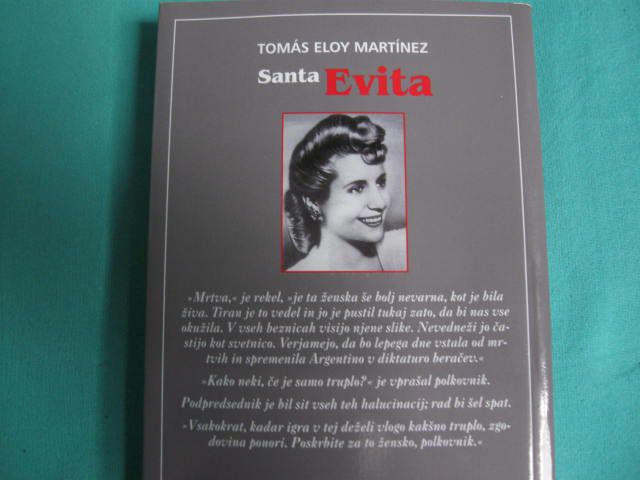 TOMÁS ELOY MARTÍNEZ
Santa Evita
»Mrtva,« je rekel, »je ta ženska še bolj nevarna, kot je bila
živa. Tiran je to vedel in jo je pustil tukaj zato, da bi nas vse
okužila. V vseh beznicah visijo njene slike. Nevedneži jo ča-
stijo kot svetnico. Verjamejo, da bo lepega dne vstala od mr-
tvih in spremenila Argentino v diktaturo beračev.«
»Kako neki, če je samo truplo?« je vprašal polkovnik.
Podpredsednik je bil sit vseh teh halucinacij; rad bi šel spat.
»Vsakokrat, kadar igra v tej deželi vlogo kakšno truplo, zgo-
dovina ponori. Poskrbite za to žensko, polkovnik.«